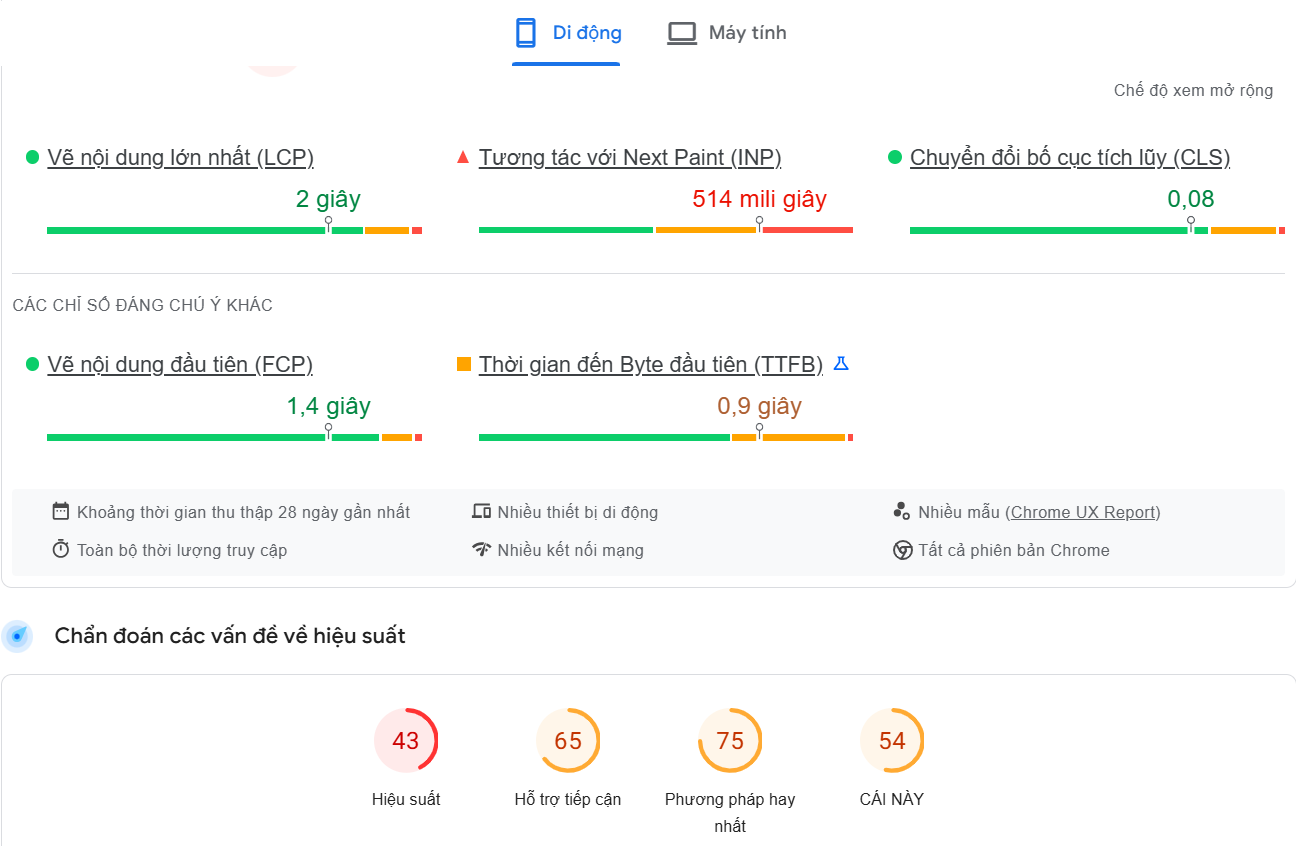 Di động Máy tính
Chế độ xem mở rộng
Vẽ nội dung lớn nhất (LCP) Tương tác với Next Paint (INP) Chuyển đổi bố cục tích lũy (CLS)
2 giây 514 mili giây 0,08
CÁC CHỈ SỐ ĐÁNG CHÚ Ý KHÁC
Vẽ nội dung đầu tiên (FCP) Thời gian đến Byte đầu tiên (TTFB)
1,4 giây 0,9 giây
Khoảng thời gian thu thập 28 ngày gần nhất Nhiều thiết bị di động Nhiều mẫu (Chrome UX Report)
Toàn bộ thời lượng truy cập Nhiều kết nối mạng Tất cả phiên bản Chrome
Chẩn đoán các vấn đề về hiệu suất
43 65 75 54
Hiệu suất Hỗ trợ tiếp cận Phương pháp hay CÁI NÀY
nhất